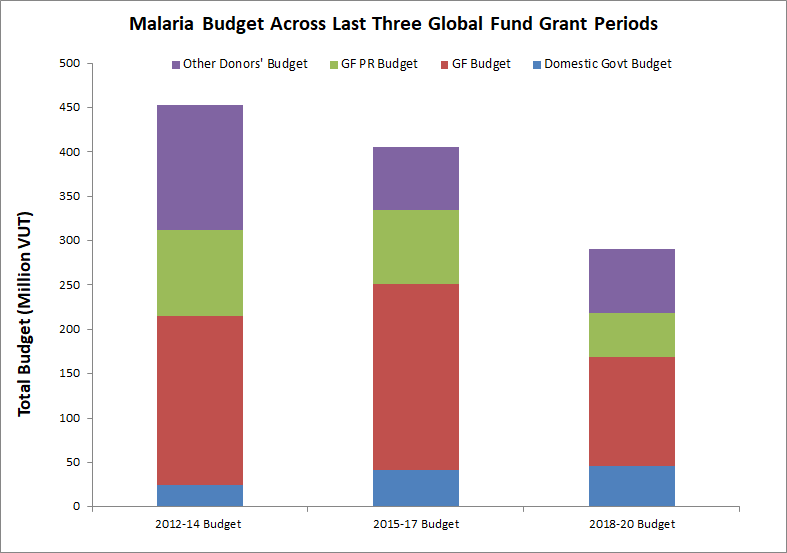 Malaria Budget Across Last Three Global Fund Grant Periods
Other Donors' Budget GF PR Budget GF Budget Domestic Govt Budget
Total Budget (Million VUT)
500
450
400
350
300
250
200
150
100
50
0
2012-14 Budget 2015-17 Budget 2018-20 Budget